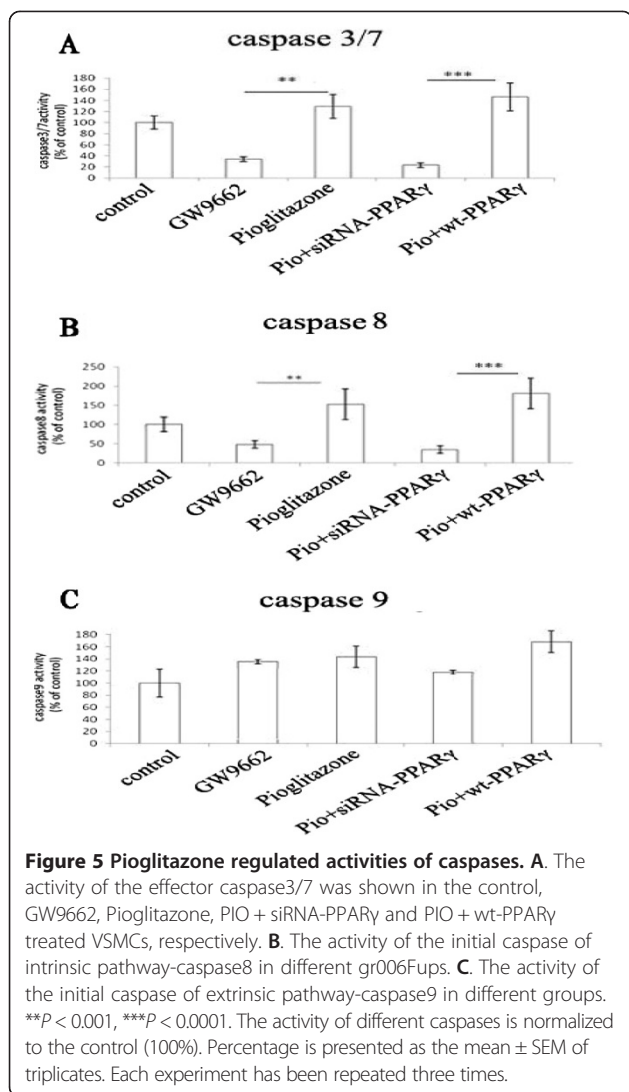 A
caspase 3/7
caspase3/7activity
(% of control)
180
160
140
120
100
80
60
40
20
0
**
***
control
GW9662
Pioglitazone
Pio+siRNA-PPARγ
Pio+wt-PPARγ
B
caspase 8
caspase8 activity
(% of control)
250
200
150
100
50
0
**
***
control
GW9662
Pioglitazone
Pio+siRNA-PPARγ
Pio+wt-PPARγ
C
caspase 9
caspase9 activity
(% of control)
180
160
140
120
100
80
60
40
20
0
control
GW9662
Pioglitazone
Pio+siRNA-PPARγ
Pio+wt-PPARγ
Figure 5 Pioglitazone regulated activities of caspases. A. The
activity of the effector caspase3/7 was shown in the control,
GW9662, Pioglitazone, PIO + siRNA-PPARγ and PIO + wt-PPARγ
treated VSMCs, respectively. B. The activity of the initial caspase of
intrinsic pathway-caspase8 in different gr006Fups. C. The activity of
the initial caspase of extrinsic pathway-caspase9 in different groups.
**P < 0.001, ***P < 0.0001. The activity of different caspases is normalized
to the control (100%). Percentage is presented as the mean ± SEM of
triplicates. Each experiment has been repeated three times.